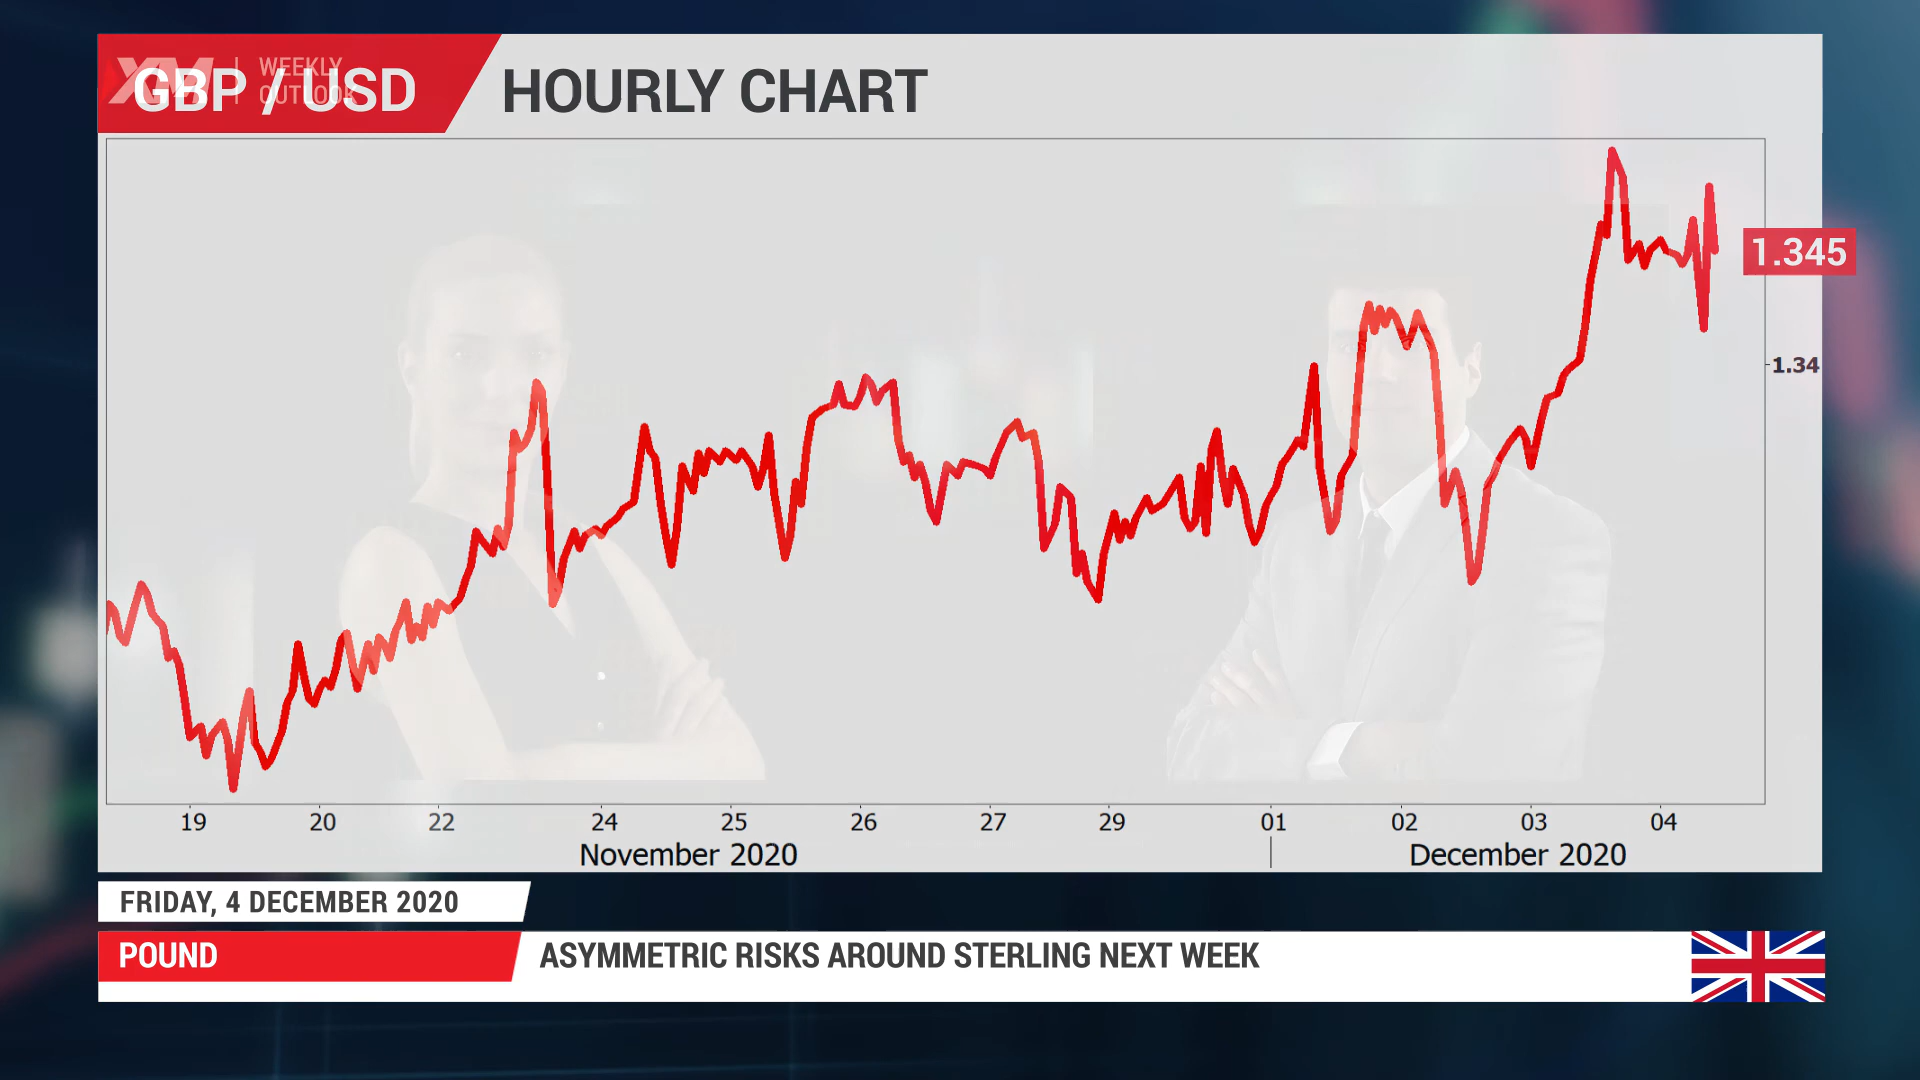 XM | WEEKLY
OUTLOOK
GBP / USD
HOURLY CHART
1.345
1.34
19 20 22 24 25 26 27 29 01 02 03 04
November 2020 December 2020
FRIDAY, 4 DECEMBER 2020
POUND
ASYMMETRIC RISKS AROUND STERLING NEXT WEEK